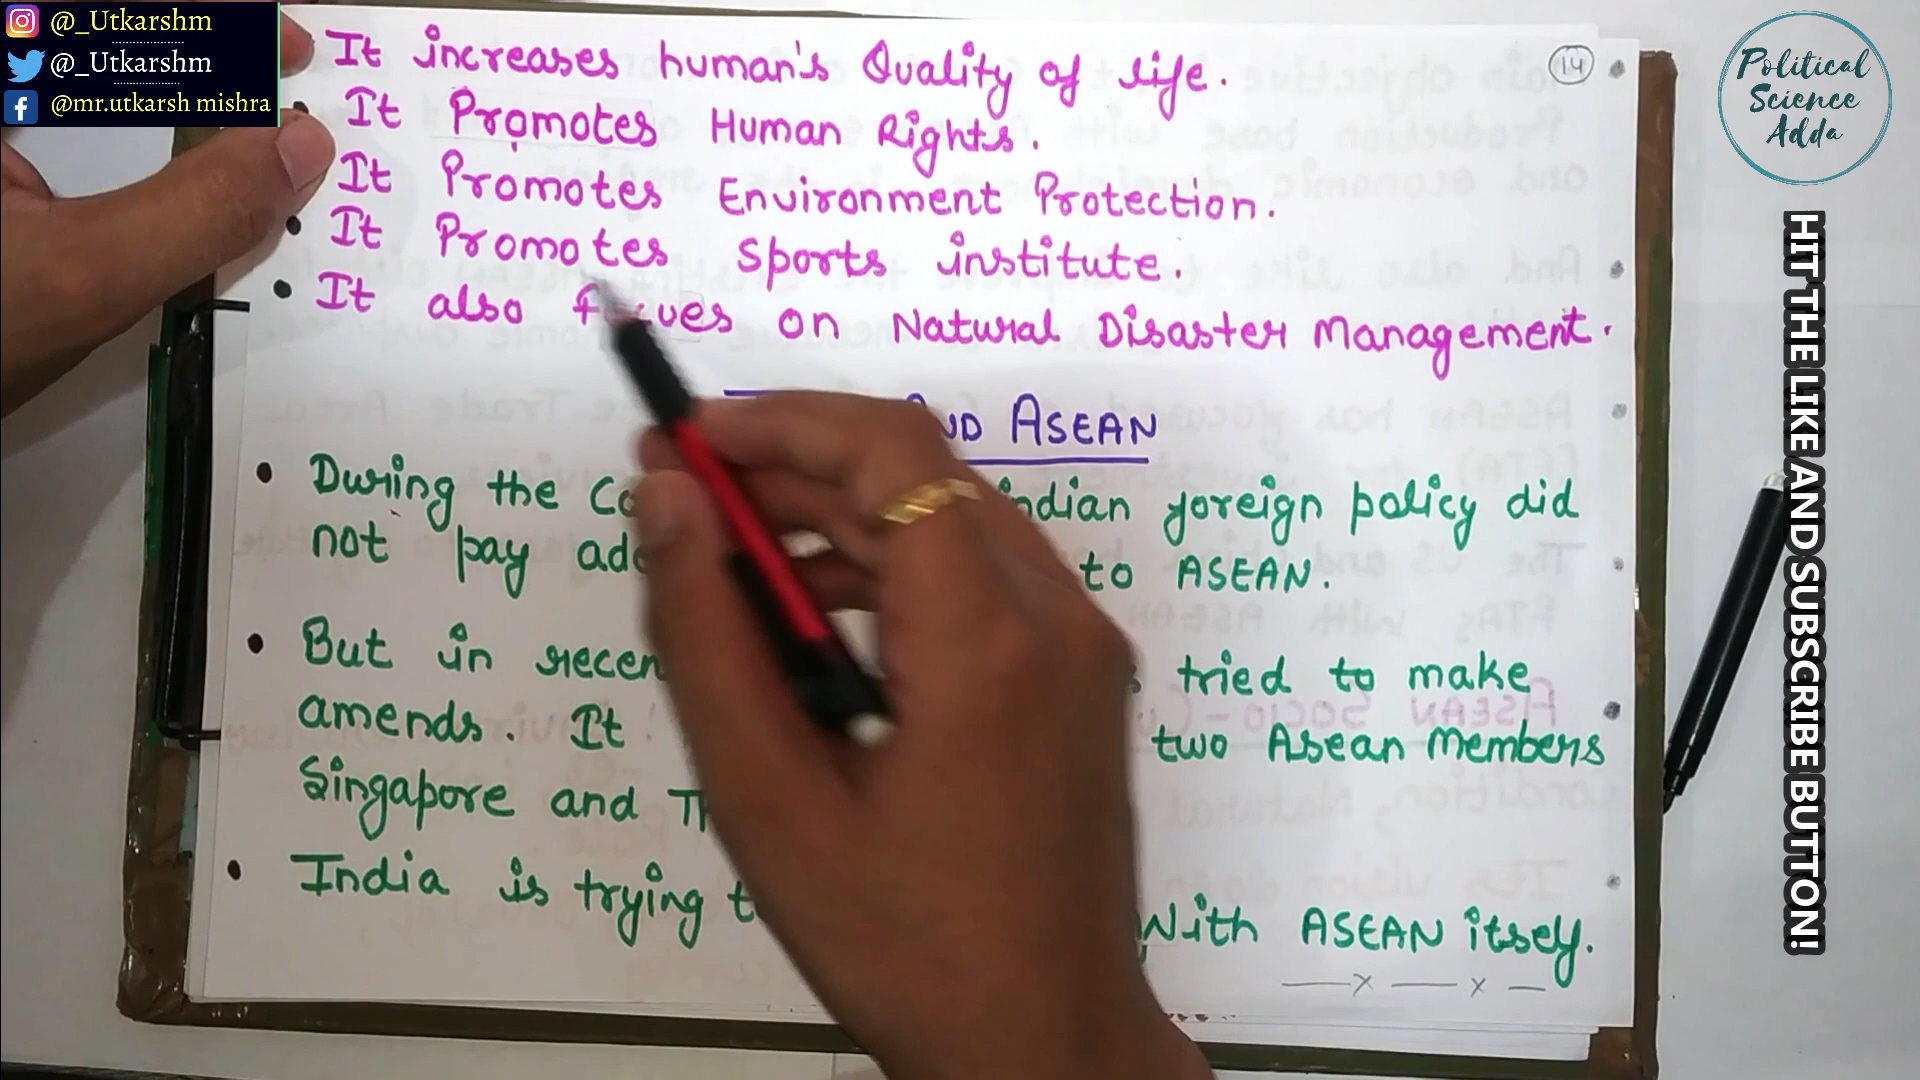 @_Utkarshm
@_Utkarshm
@mr.utkarsh mishra
Political
Science
Adda
HIT THE LIKE AND SUBSCRIBE BUTTON!
14
It increases human's Quality of life.
It Promotes Human Rights.
It Promotes Environment Protection.
It Promotes Sports institute.
It also on Natural Disaster Management.
ASEAN
During the foreign policy did
not pay to ASEAN.
But in tried to make
amends. It two Asean Members
Singapore and
India is trying With ASEAN itself.